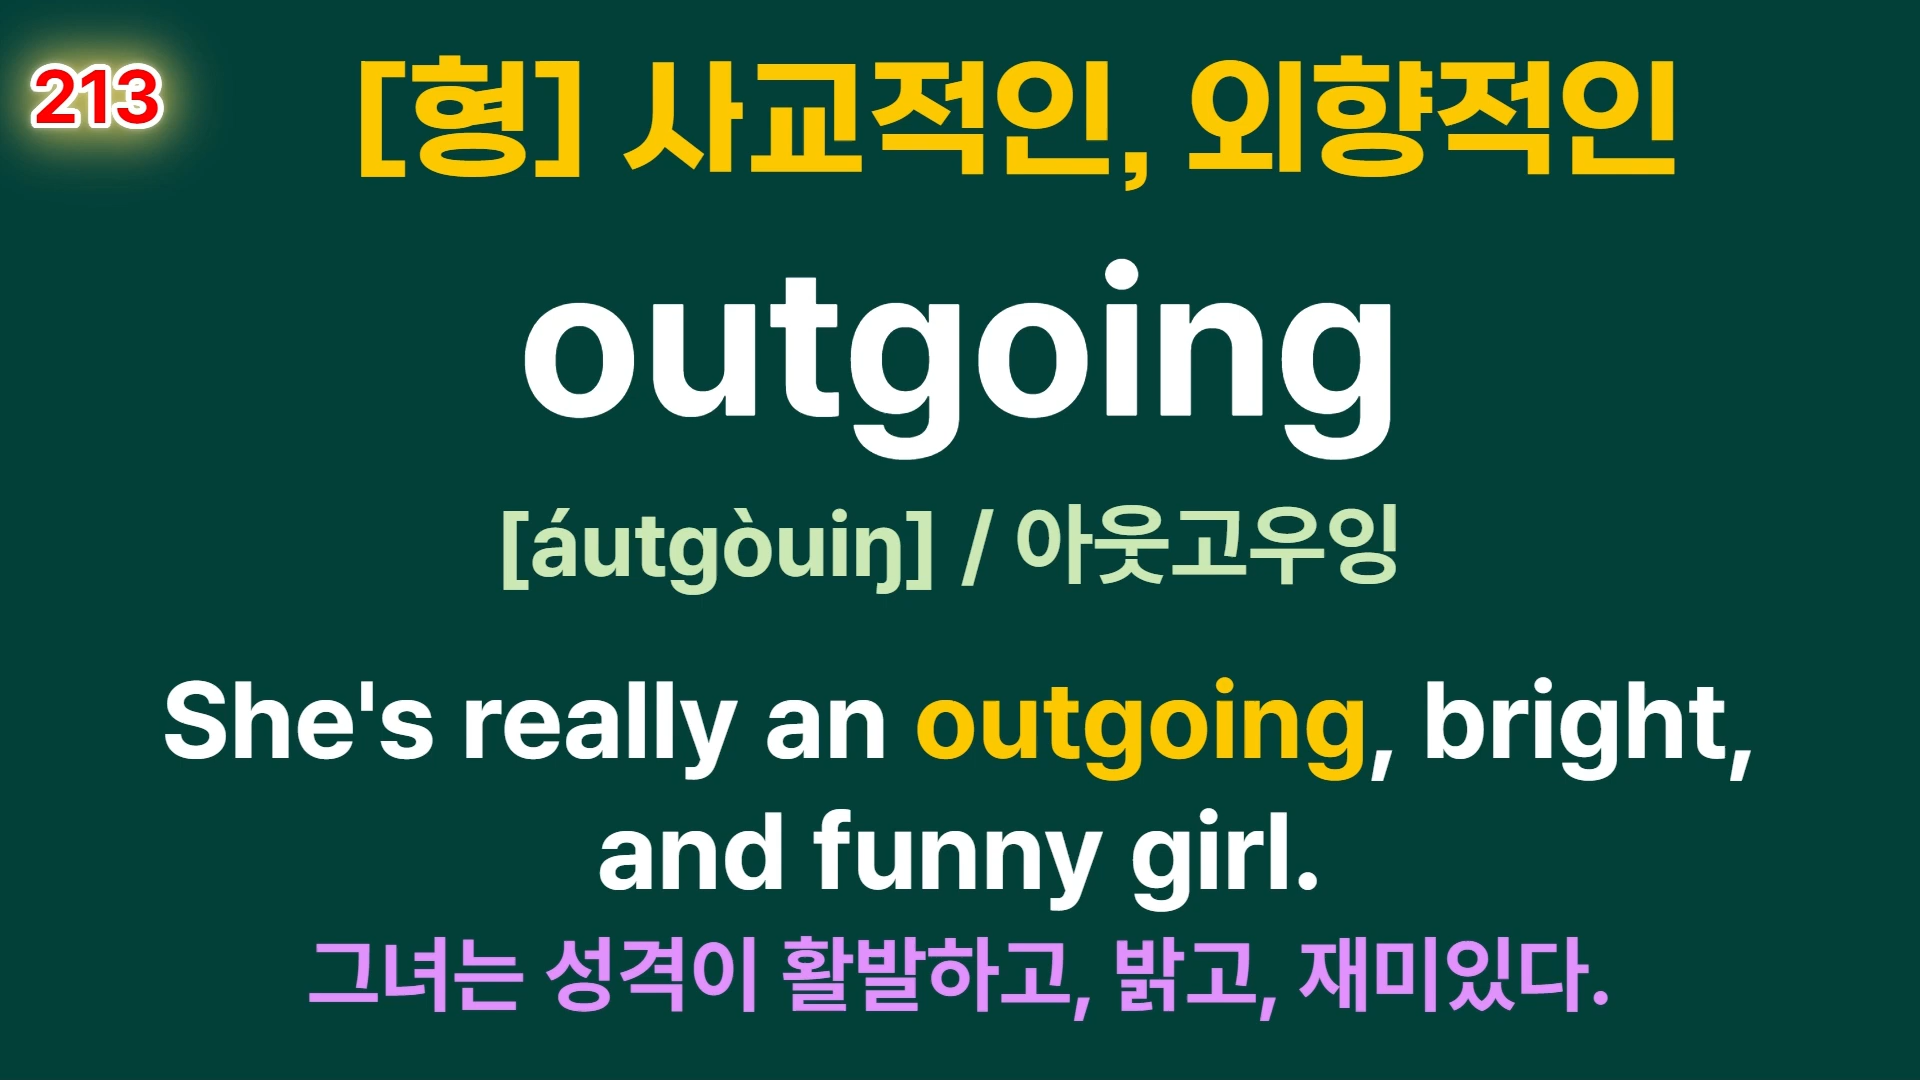 213
[형] 사교적인, 외향적인
outgoing
[áutgòuiŋ] / 아웃고우잉
She's really an outgoing, bright,
and funny girl.
그녀는 성격이 활발하고, 밝고, 재미있다.